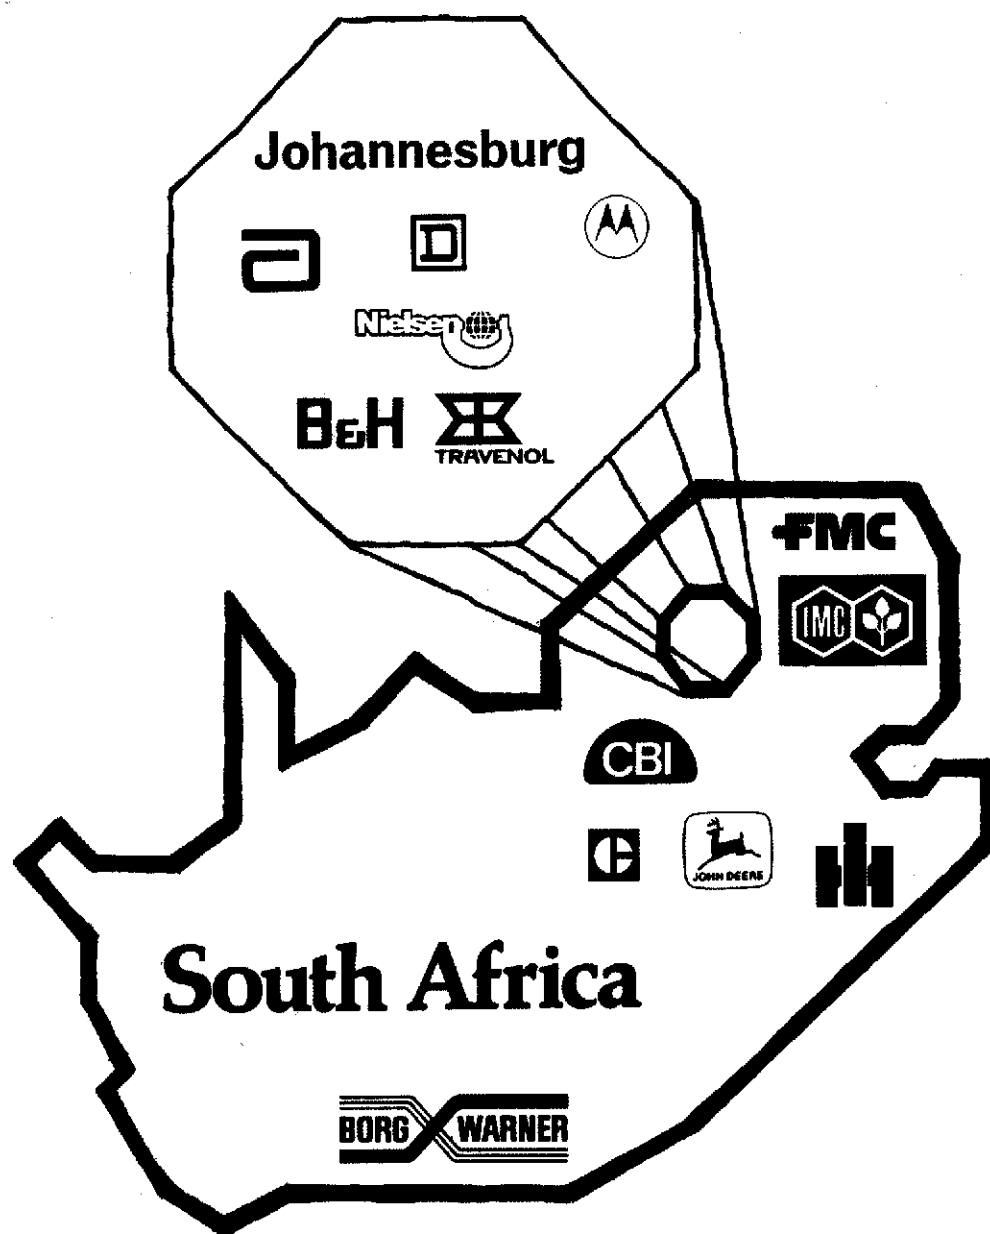 Johannesburg
D
Nielsen
B&H
TRAVENOL
FMC
IMC
CBI
JOHN DEERE
South Africa
BORG WARNER